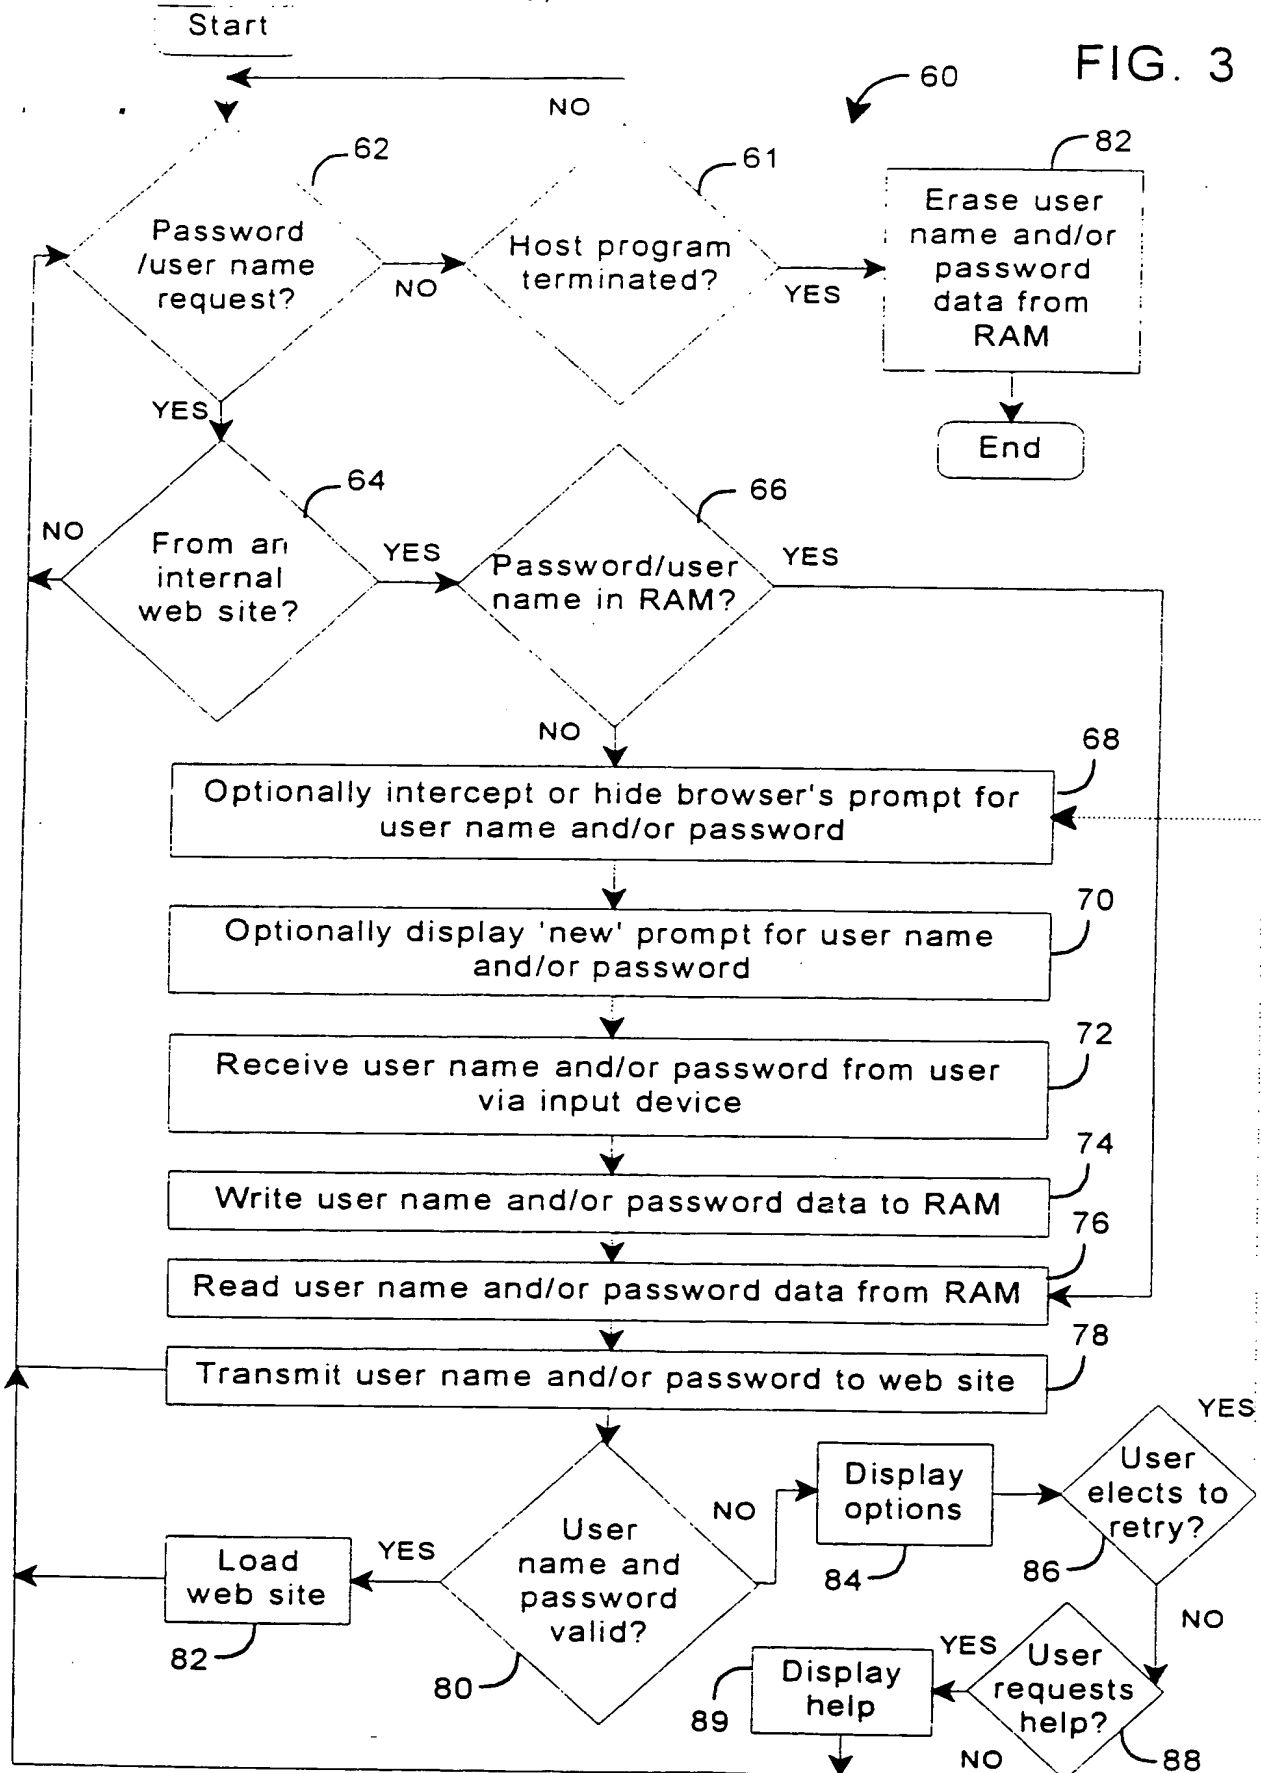 Start
FIG. 3
60
NO
62
61
82
Password
/user name
request?
NO
Host program
terminated?
YES
Erase user
name and/or
password
data from
RAM
YES
End
64
66
NO
From an
internal
web site?
YES
Password/user
name in RAM?
YES
NO
68
Optionally intercept or hide browser's prompt for
user name and/or password
70
Optionally display 'new' prompt for user name
and/or password
72
Receive user name and/or password from user
via input device
74
Write user name and/or password data to RAM
76
Read user name and/or password data from RAM
78
Transmit user name and/or password to web site
YES
User
elects to
retry?
86
NO
Display
options
84
NO
User
name and
password
valid?
80
YES
Load
web site
82
YES
User
requests
help?
88
Display
help
89
NO